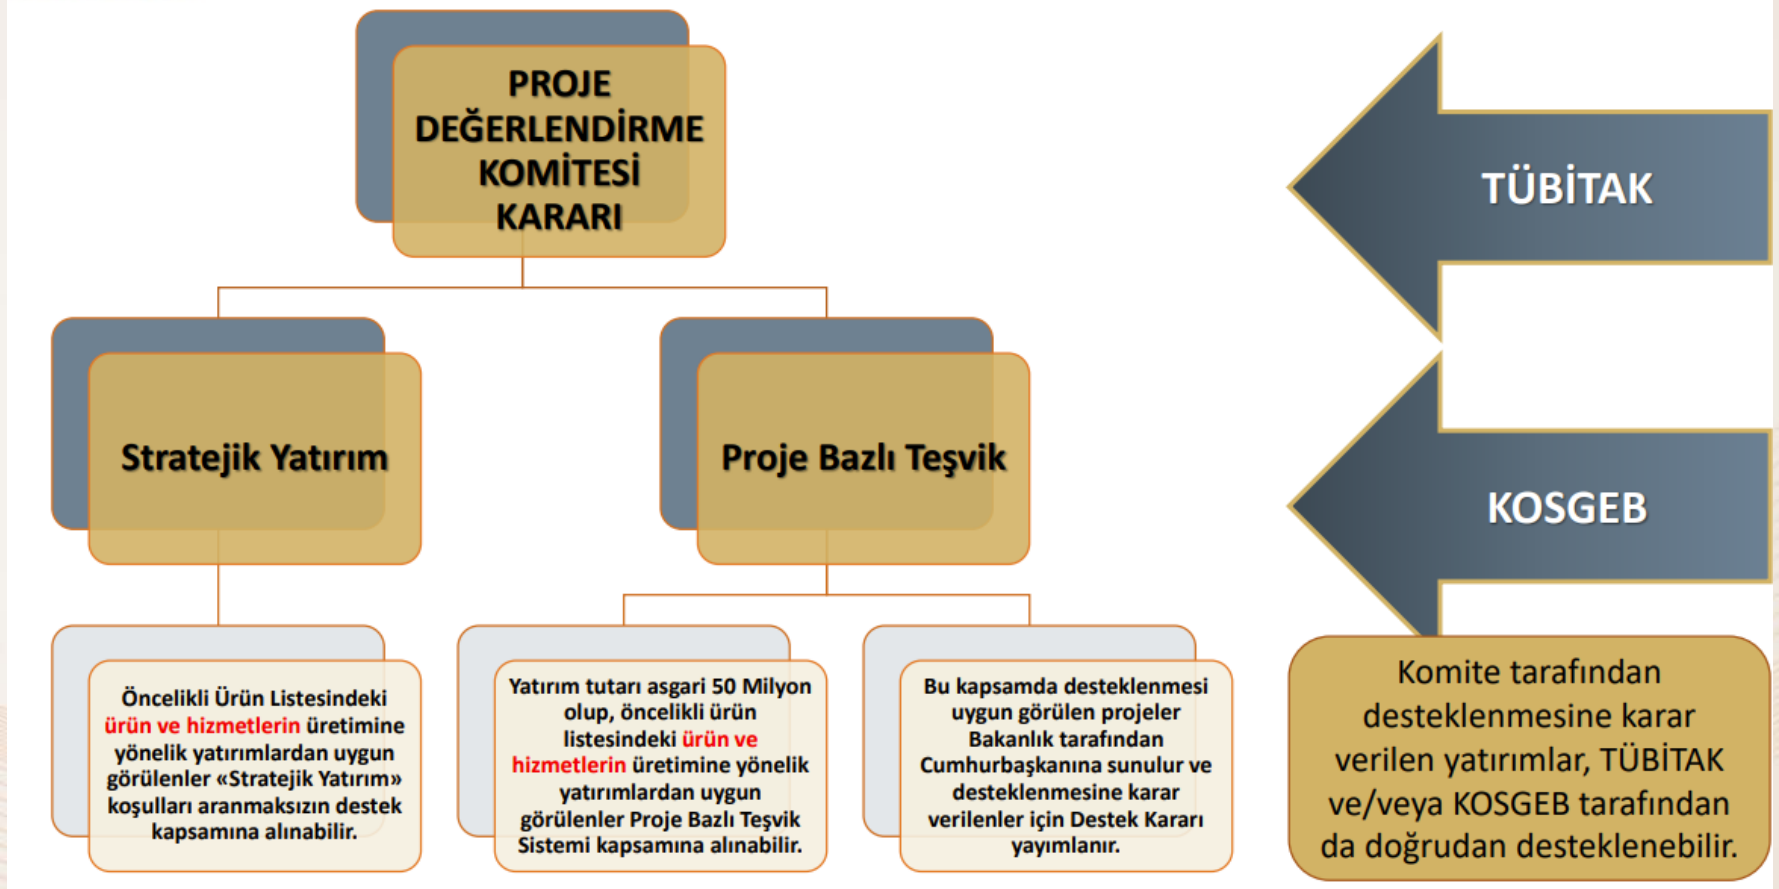 PROJE
DEĞERLENDİRME
KOMİTESİ
KARARI
Stratejik Yatırım
Proje Bazlı Teşvik
Öncelikli Ürün Listesindeki
ürün ve hizmetlerin üretimine
yönelik yatırımlardan uygun
görülenler «Stratejik Yatırım»
koşulları aranmaksızın destek
kapsamına alınabilir.
Yatırım tutarı asgari 50 Milyon
olup, öncelikli ürün
listesindeki ürün ve
hizmetlerin üretimine yönelik
yatırımlardan uygun
görülenler Proje Bazlı Teşvik
Sistemi kapsamına alınabilir.
Bu kapsamda desteklenmesi
uygun görülen projeler
Bakanlık tarafından
Cumhurbaşkanına sunulur ve
desteklenmesine karar
verilenler için Destek Kararı
yayımlanır.
TÜBİTAK
KOSGEB
Komite tarafından
desteklenmesine karar
verilen yatırımlar, TÜBİTAK
ve/veya KOSGEB tarafından
da doğrudan desteklenebilir.